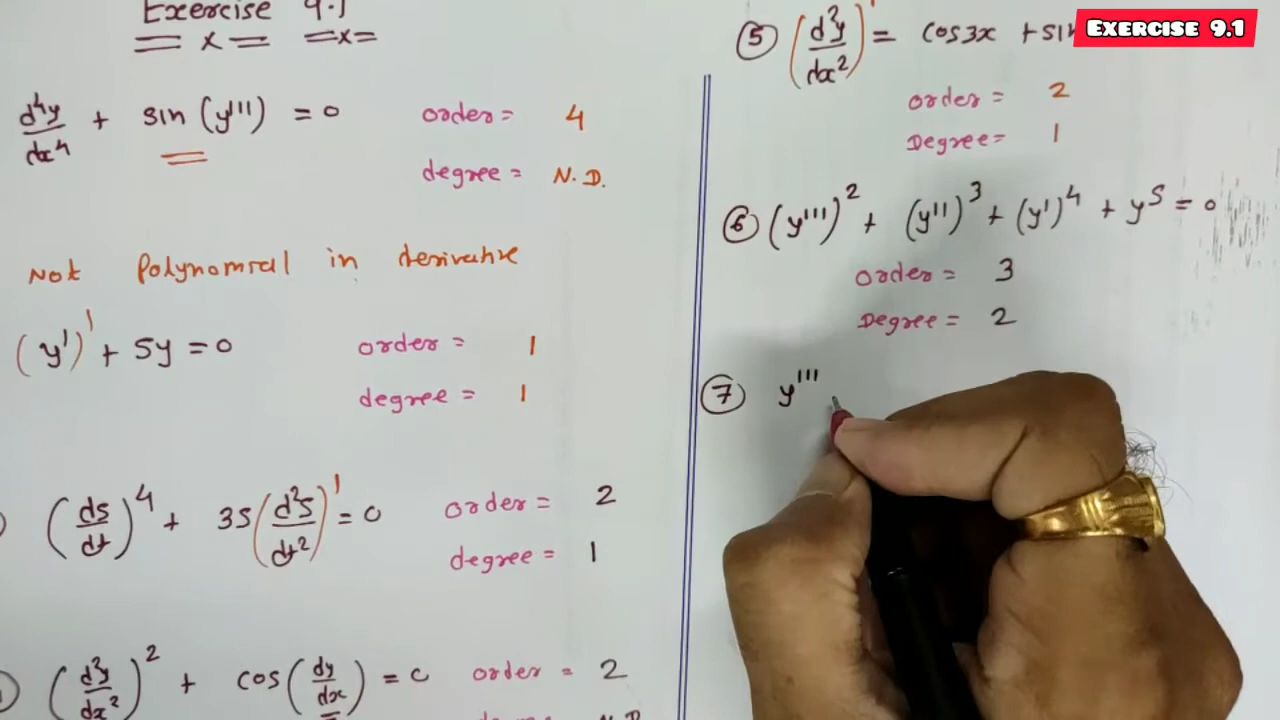 Exercise 9.1
d⁴y/dx⁴ + sin (y''') = 0 order = 4
degree = N.D.
Not Polynomial in derivative
(y')¹ + 5y = 0 order = 1
degree = 1
(ds/dt)⁴ + 3s (d²s/dt²)¹ = 0 order = 2
degree = 1
(d²y/dx²)² + cos (dy/dx) = 0 order = 2
N.D.
EXERCISE 9.1
⑤ (d²y/dx²)¹ = cos3x + sin
order = 2
Degree = 1
⑥ (y''')² + (y'')³ + (y')⁴ + y⁵ = 0
order = 3
Degree = 2
⑦ y'''